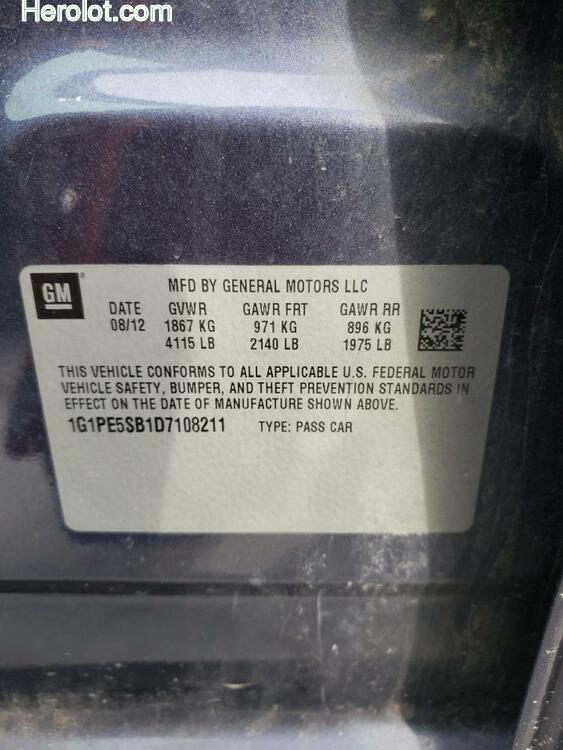 Herolot.com
GM ®
MFD BY GENERAL MOTORS LLC
DATE GVWR GAWR FRT GAWR RR
08/12 1867 KG 971 KG 896 KG
4115 LB 2140 LB 1975 LB
THIS VEHICLE CONFORMS TO ALL APPLICABLE U.S. FEDERAL MOTOR
VEHICLE SAFETY, BUMPER, AND THEFT PREVENTION STANDARDS IN
EFFECT ON THE DATE OF MANUFACTURE SHOWN ABOVE.
1G1PE5SB1D7108211 TYPE: PASS CAR